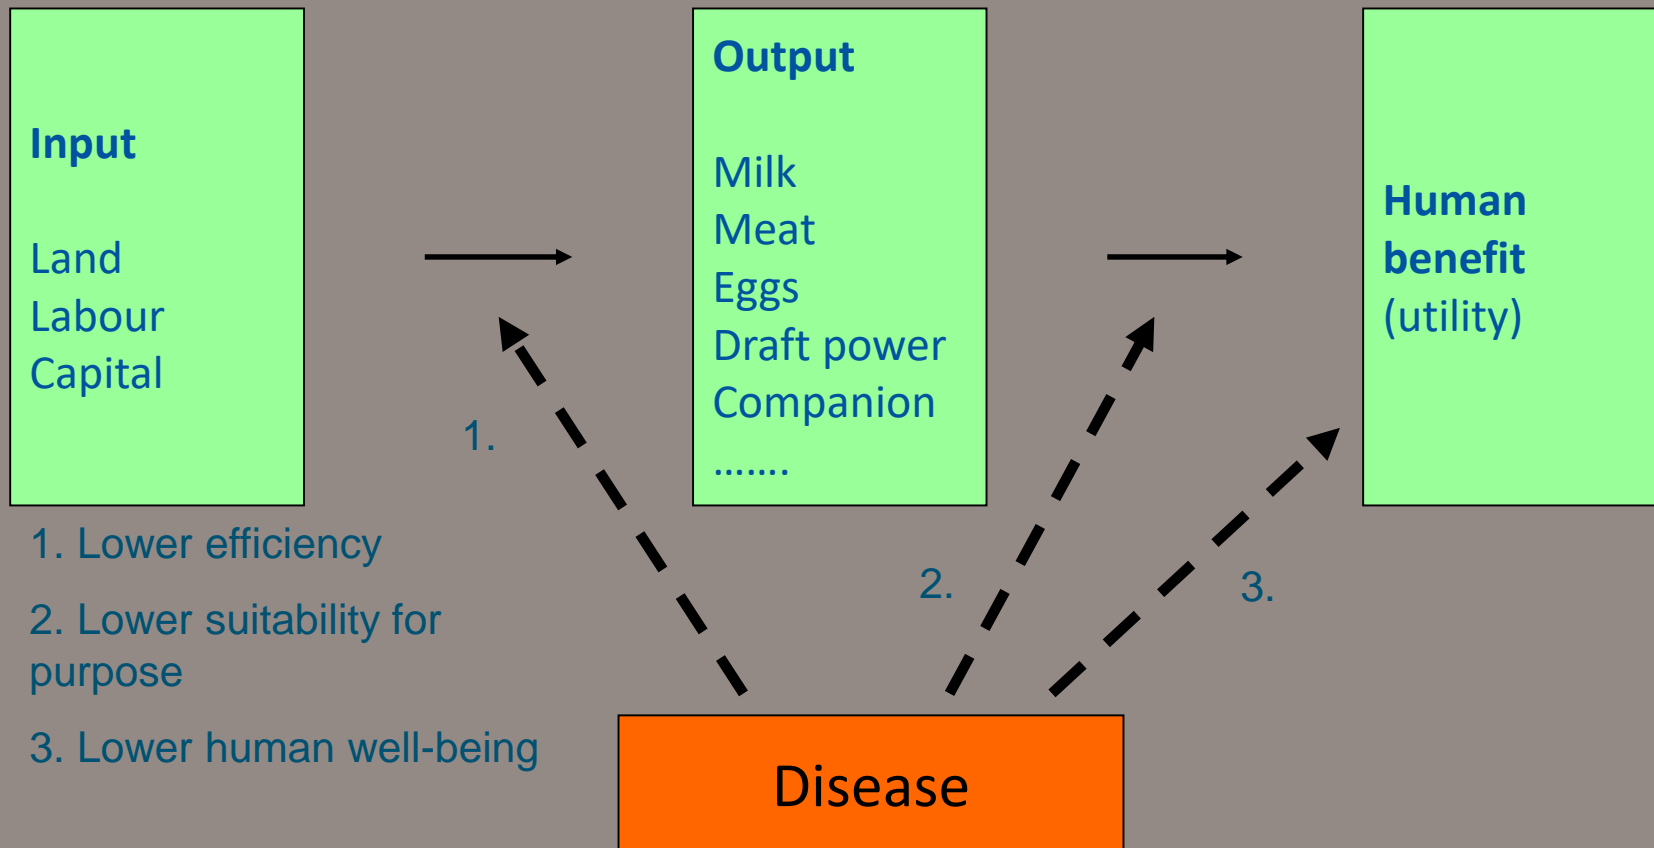 Input
Land
Labour
Capital
Output
Milk
Meat
Eggs
Draft power
Companion
.......
Human
benefit
(utility)
1.
2.
3.
1. Lower efficiency
2. Lower suitability for
purpose
3. Lower human well-being
Disease